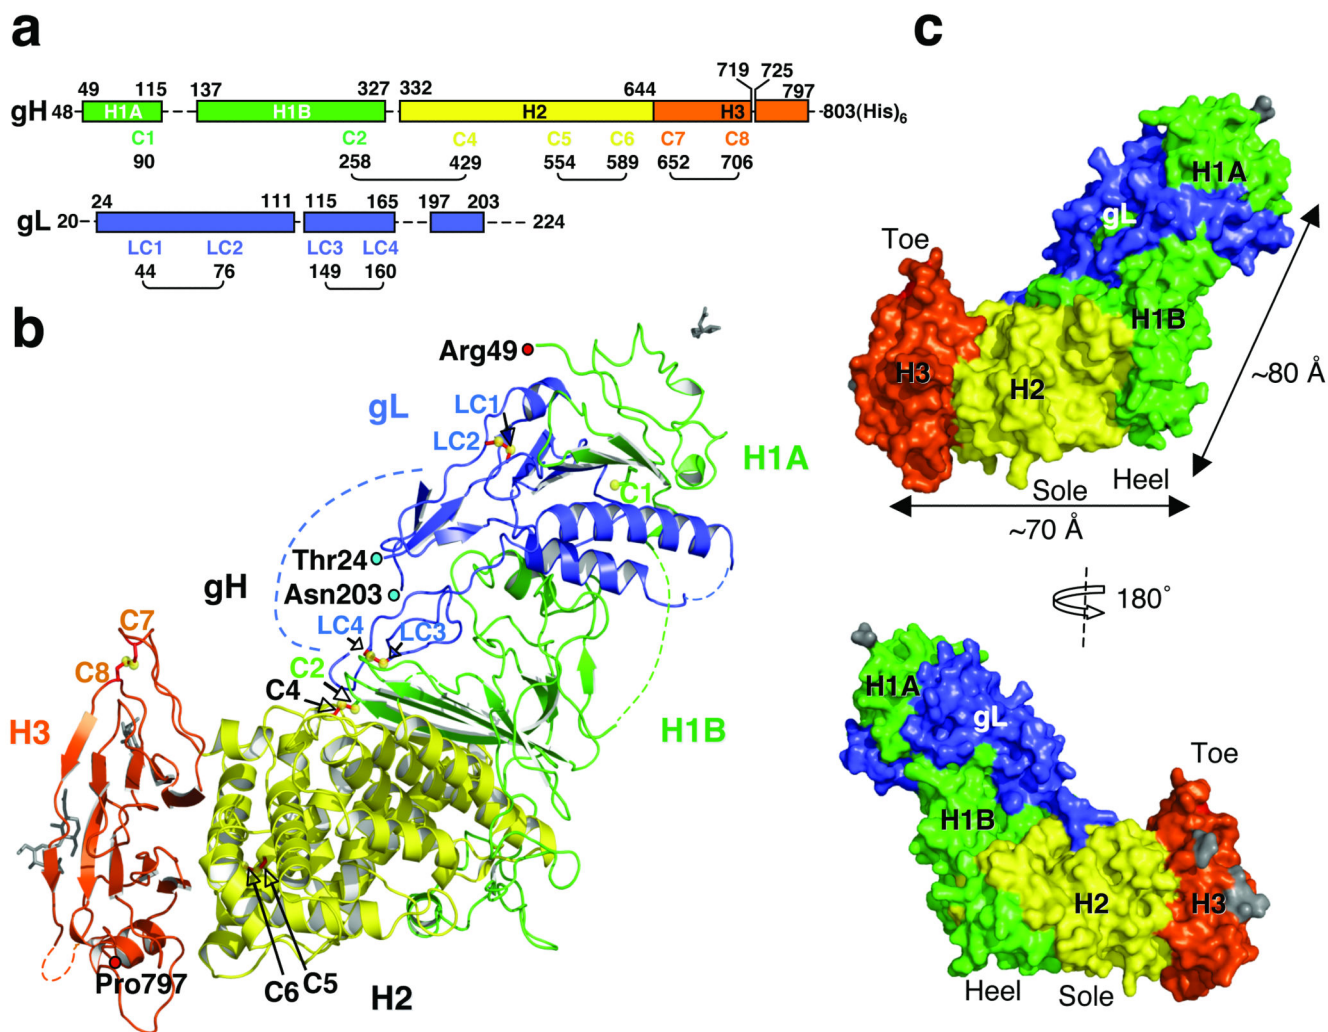 a
49 115 137 327 332 644 719 725 797
gH 48 H1A H1B H2 H3 803(His)6
C1 C2 C4 C5 C6 C7 C8
90 258 429 554 589 652 706
24 111 115 165 197 203
gL 20 224
LC1 LC2 LC3 LC4
44 76 149 160
b
Arg49
gL
LC1
LC2
H1A
C1
Thr24
gH
Asn203
LC4
LC3
C7
C2
C8
C4
H3
H1B
Pro797
C6
C5
H2
c
H1A
gL
Toe
H1B
H3
H2
~80 Å
Heel
Sole
~70 Å
180°
H1A
gL
Toe
H1B
H2
H3
Heel
Sole